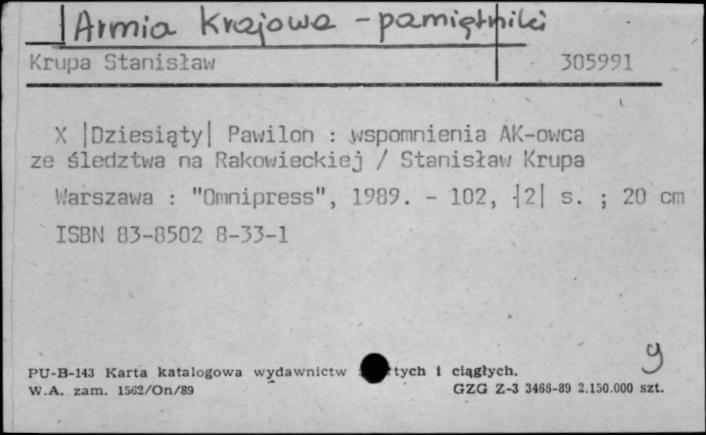 Armia Krajowa - pamiętniki
Krupa Stanisław 305991
X |Dziesiąty| Pawilon : wspomnienia AK-owca
ze śledztwa na Rakowieckiej / Stanisław Krupa
Warszawa : "Omnipress", 1989. - 102, |2| s. ; 20 cm
ISBN 83-8502 8-33-1
9
PU-B-143 Karta katalogowa wydawnictw tych i ciągłych.
W.A. zam. 1562/On/89 GZG Z-3 3466-89 2.150.000 szt.